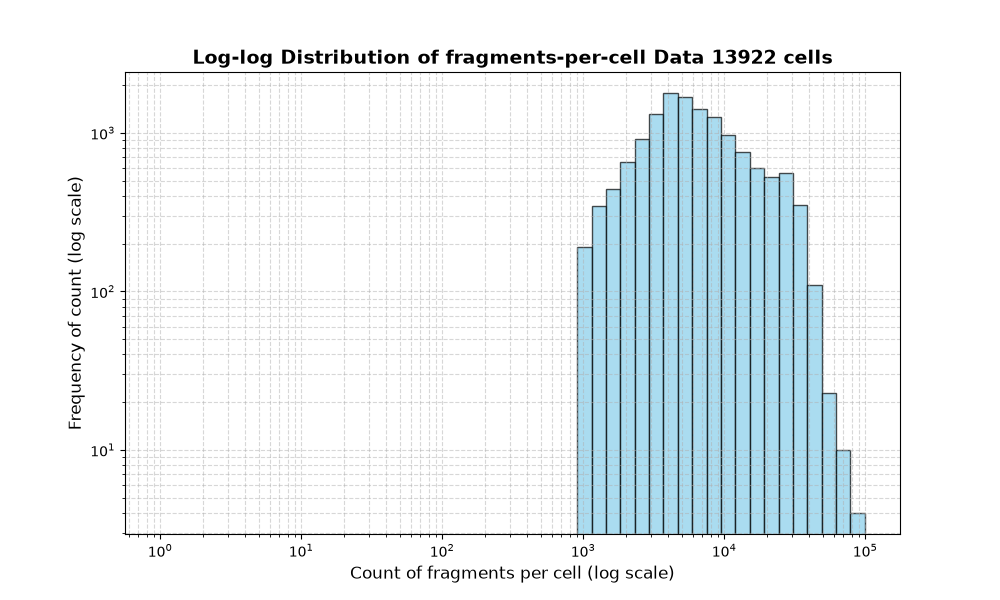 Log-log Distribution of fragments-per-cell Data 13922 cells
Frequency of count (log scale)
10³
10²
10¹
10⁰ 10¹ 10² 10³ 10⁴ 10⁵
Count of fragments per cell (log scale)